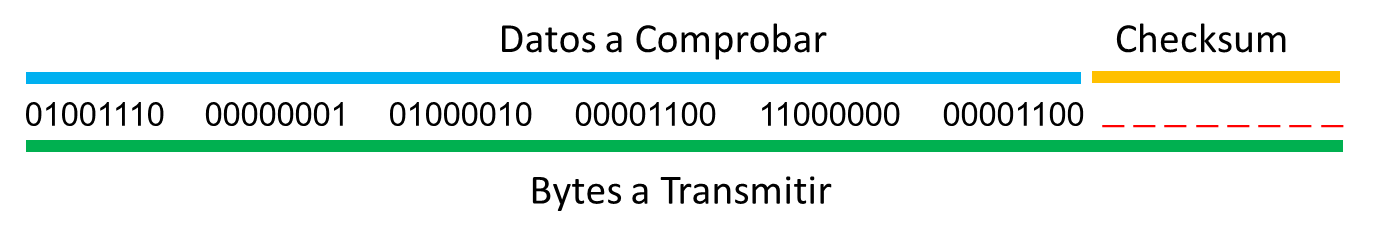 Datos a Comprobar Checksum
01001110 00000001 01000010 00001100 11000000 00001100 _ _ _ _ _ _ _ _
Bytes a Transmitir